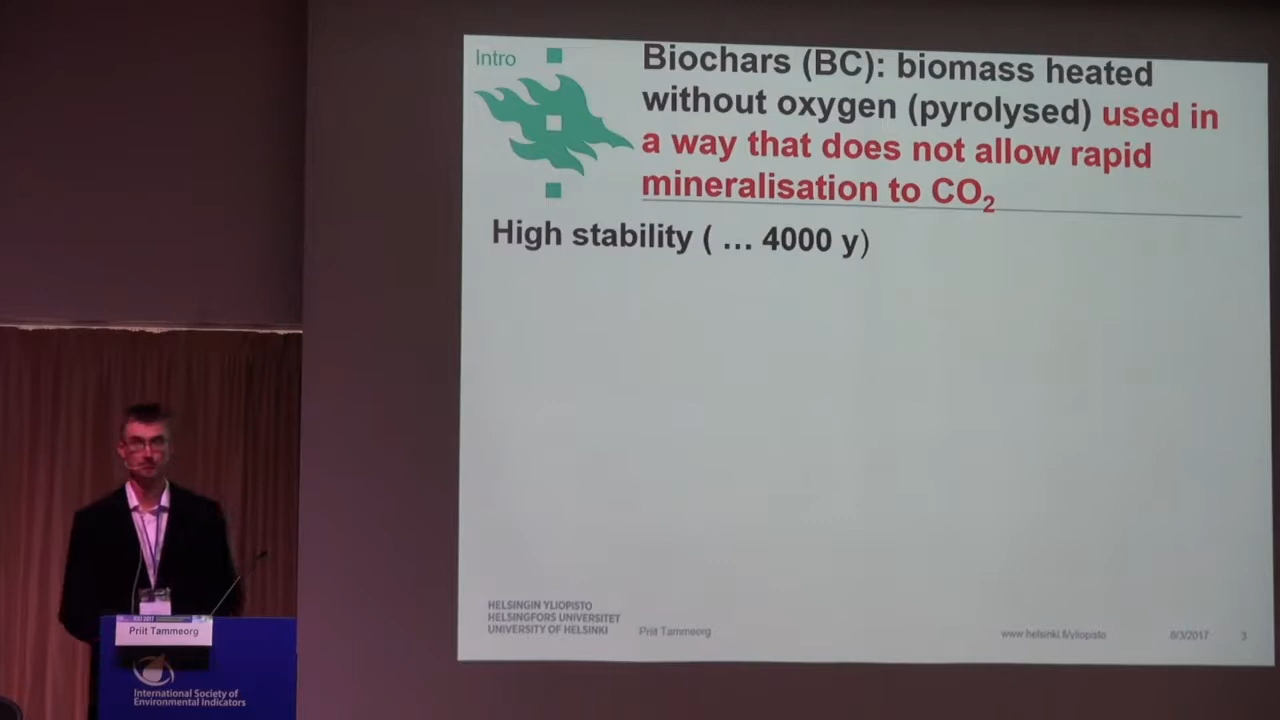 Intro
Biochars (BC): biomass heated
without oxygen (pyrolysed) used in
a way that does not allow rapid
mineralisation to CO2
High stability ( … 4000 y)
HELSINGIN YLIOPISTO
HELSINGFORS UNIVERSITET
UNIVERSITY OF HELSINKI
Priit Tammeorg
www.helsinki.fi/yliopisto
8/3/2017
3
Priit Tammeorg
International Society of
Environmental Indicators